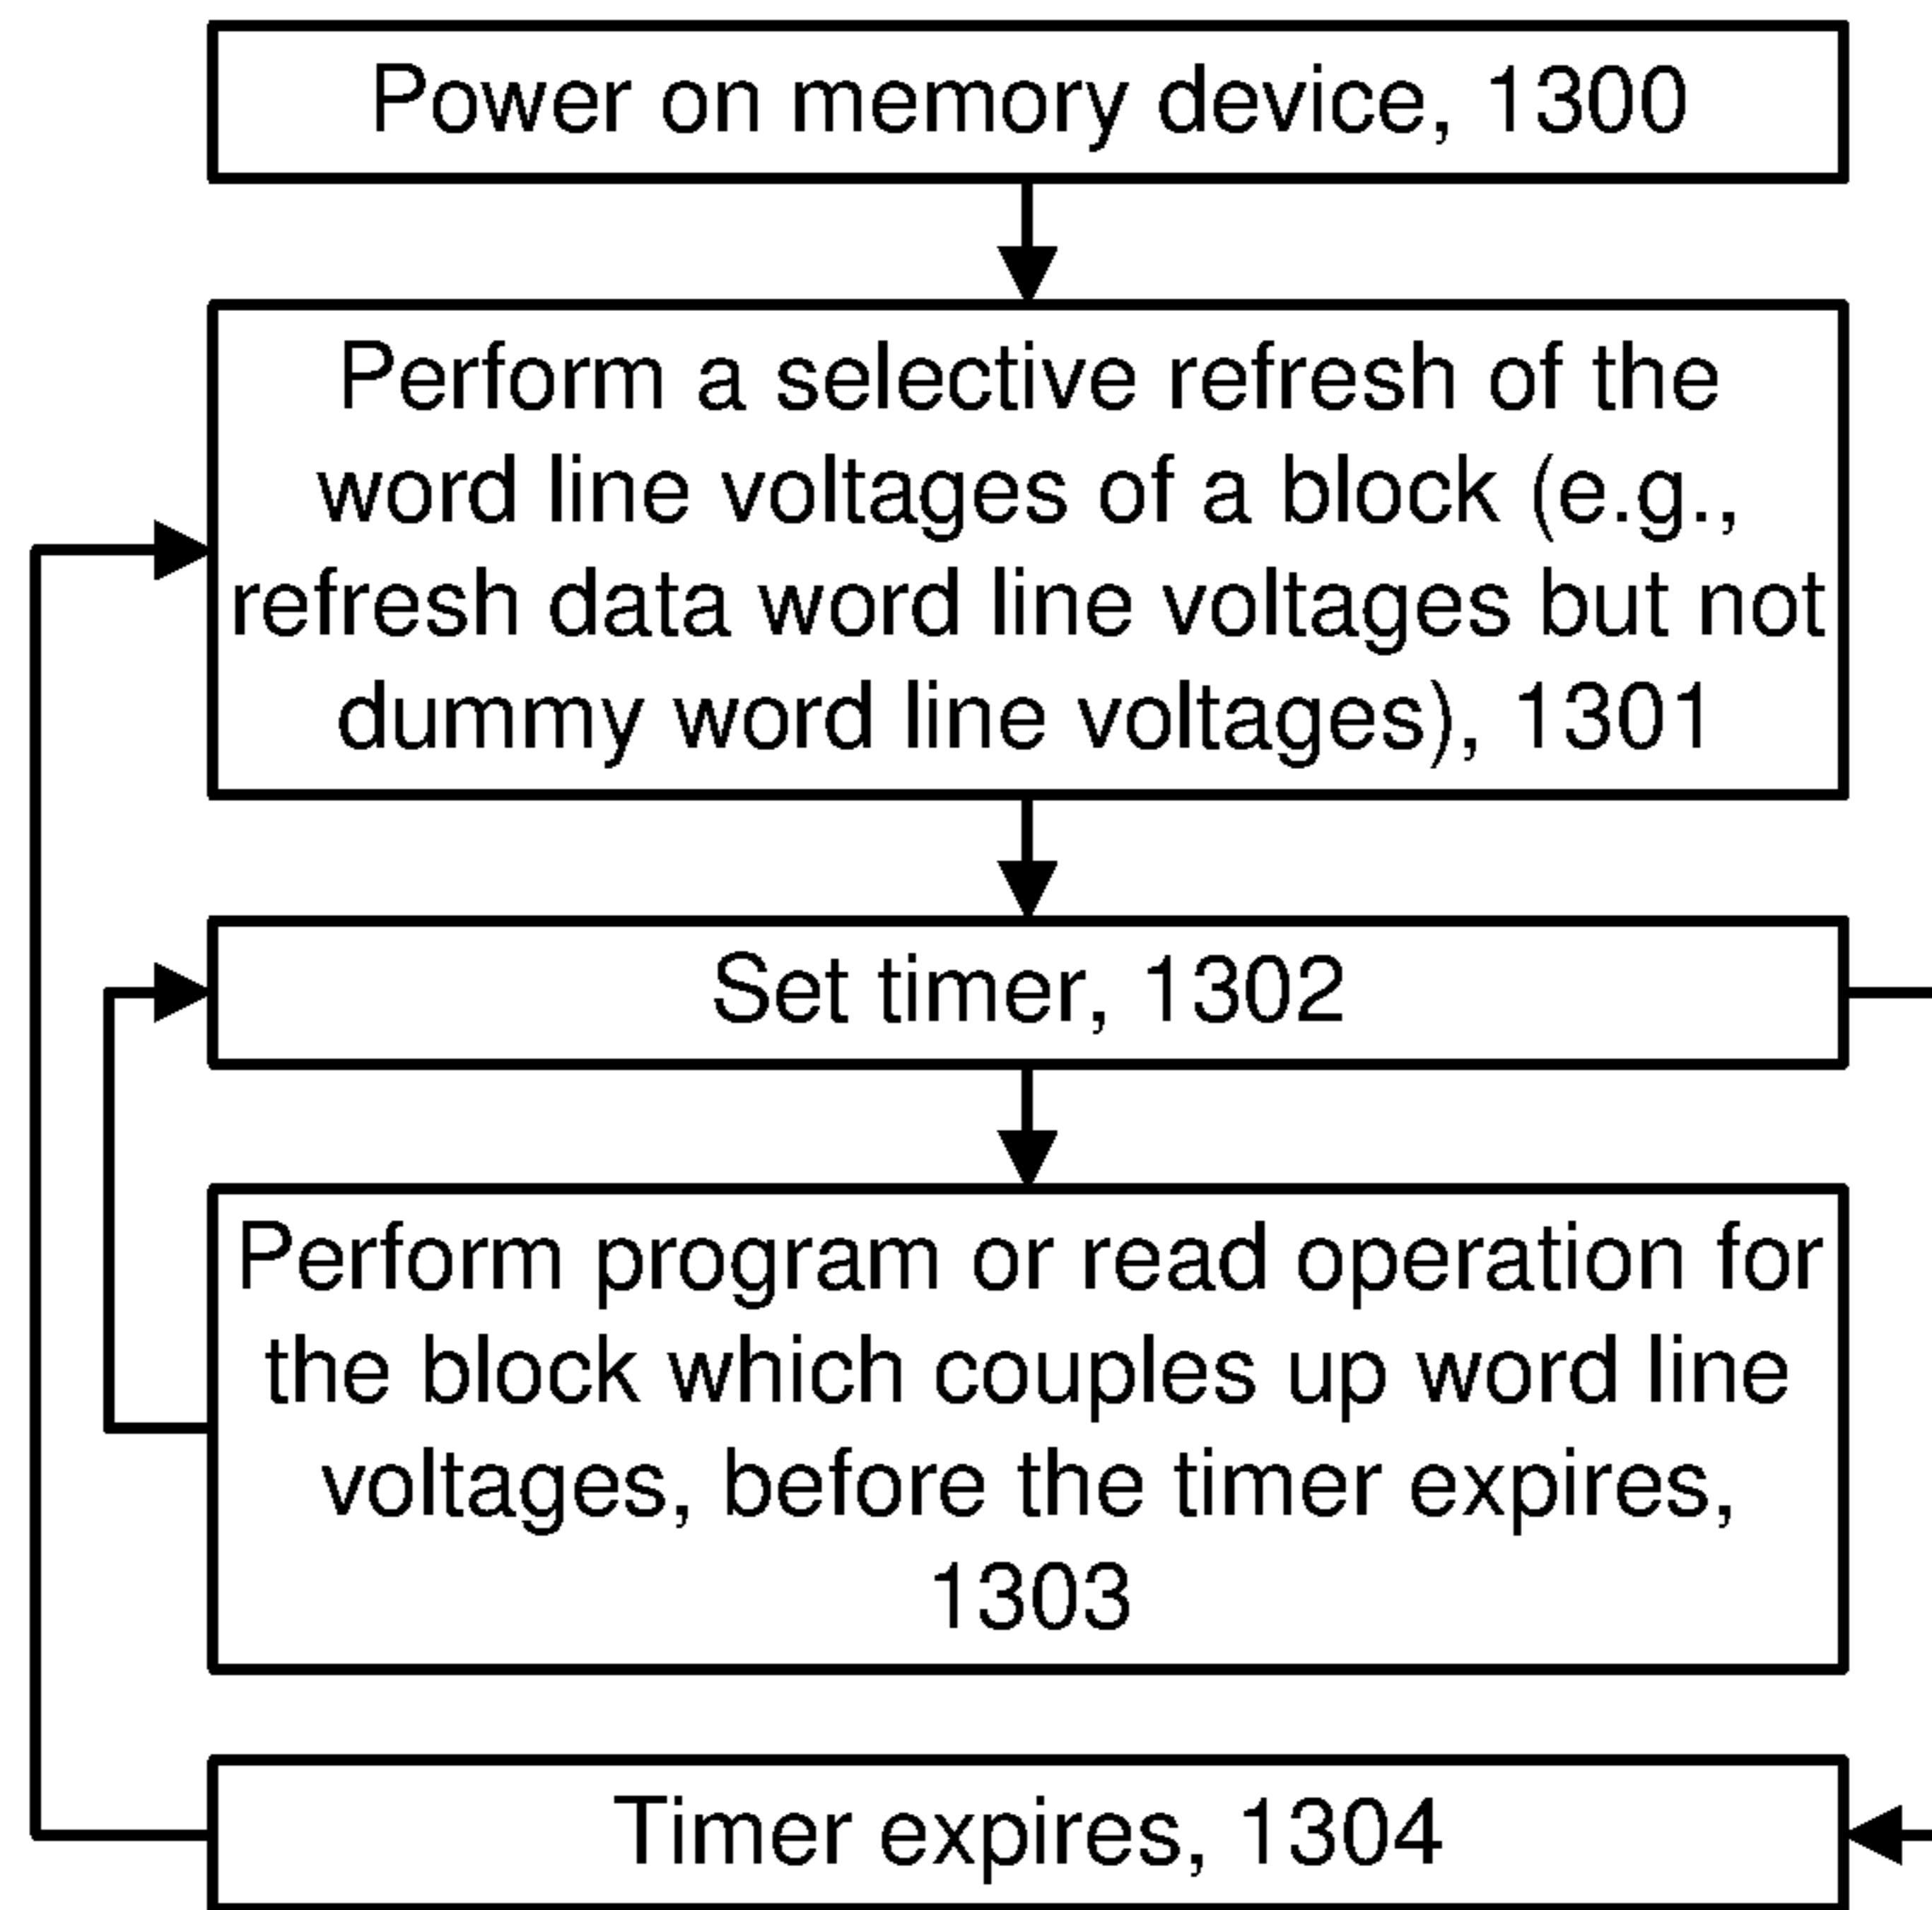 Power on memory device, 1300
Perform a selective refresh of the
word line voltages of a block (e.g.,
refresh data word line voltages but not
dummy word line voltages), 1301
Set timer, 1302
Perform program or read operation for
the block which couples up word line
voltages, before the timer expires,
1303
Timer expires, 1304